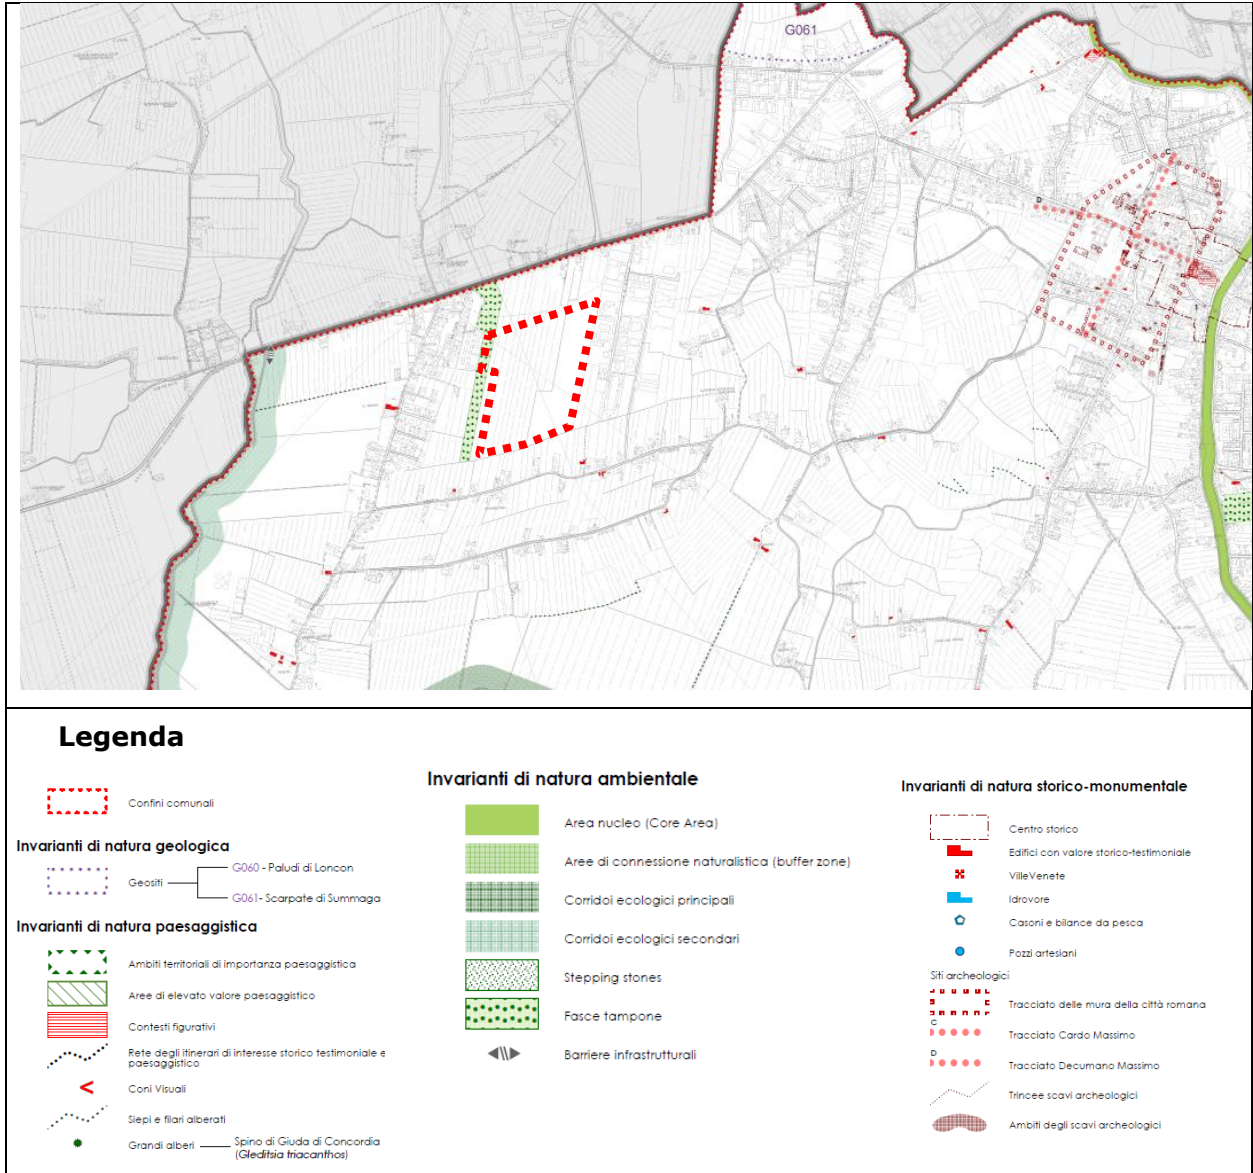 G061
C
D
Legenda
Confini comunali
Invarianti di natura geologica
Geositi
G060 - Paludi di Loncon
G061- Scarpate di Summaga
Invarianti di natura paesaggistica
Ambiti territoriali di importanza paesaggistica
Aree di elevato valore paesaggistico
Contesti figurativi
Rete degli itinerari di interesse storico testimoniale e
paesaggistico
Coni Visuali
Siepi e filari alberati
Grandi alberi
Spino di Giuda di Concordia
(Gleditsia triacanthos)
Invarianti di natura ambientale
Area nucleo (Core Area)
Aree di connessione naturalistica (buffer zone)
Corridoi ecologici principali
Corridoi ecologici secondari
Stepping stones
Fasce tampone
Barriere infrastrutturali
Invarianti di natura storico-monumentale
Centro storico
Edifici con valore storico-testimoniale
VilleVenete
Idrovore
Casoni e bilance da pesca
Pozzi artesiani
Siti archeologici
Tracciato delle mura della città romana
C
Tracciato Cardo Massimo
D
Tracciato Decumano Massimo
Trincee scavi archeologici
Ambiti degli scavi archeologici